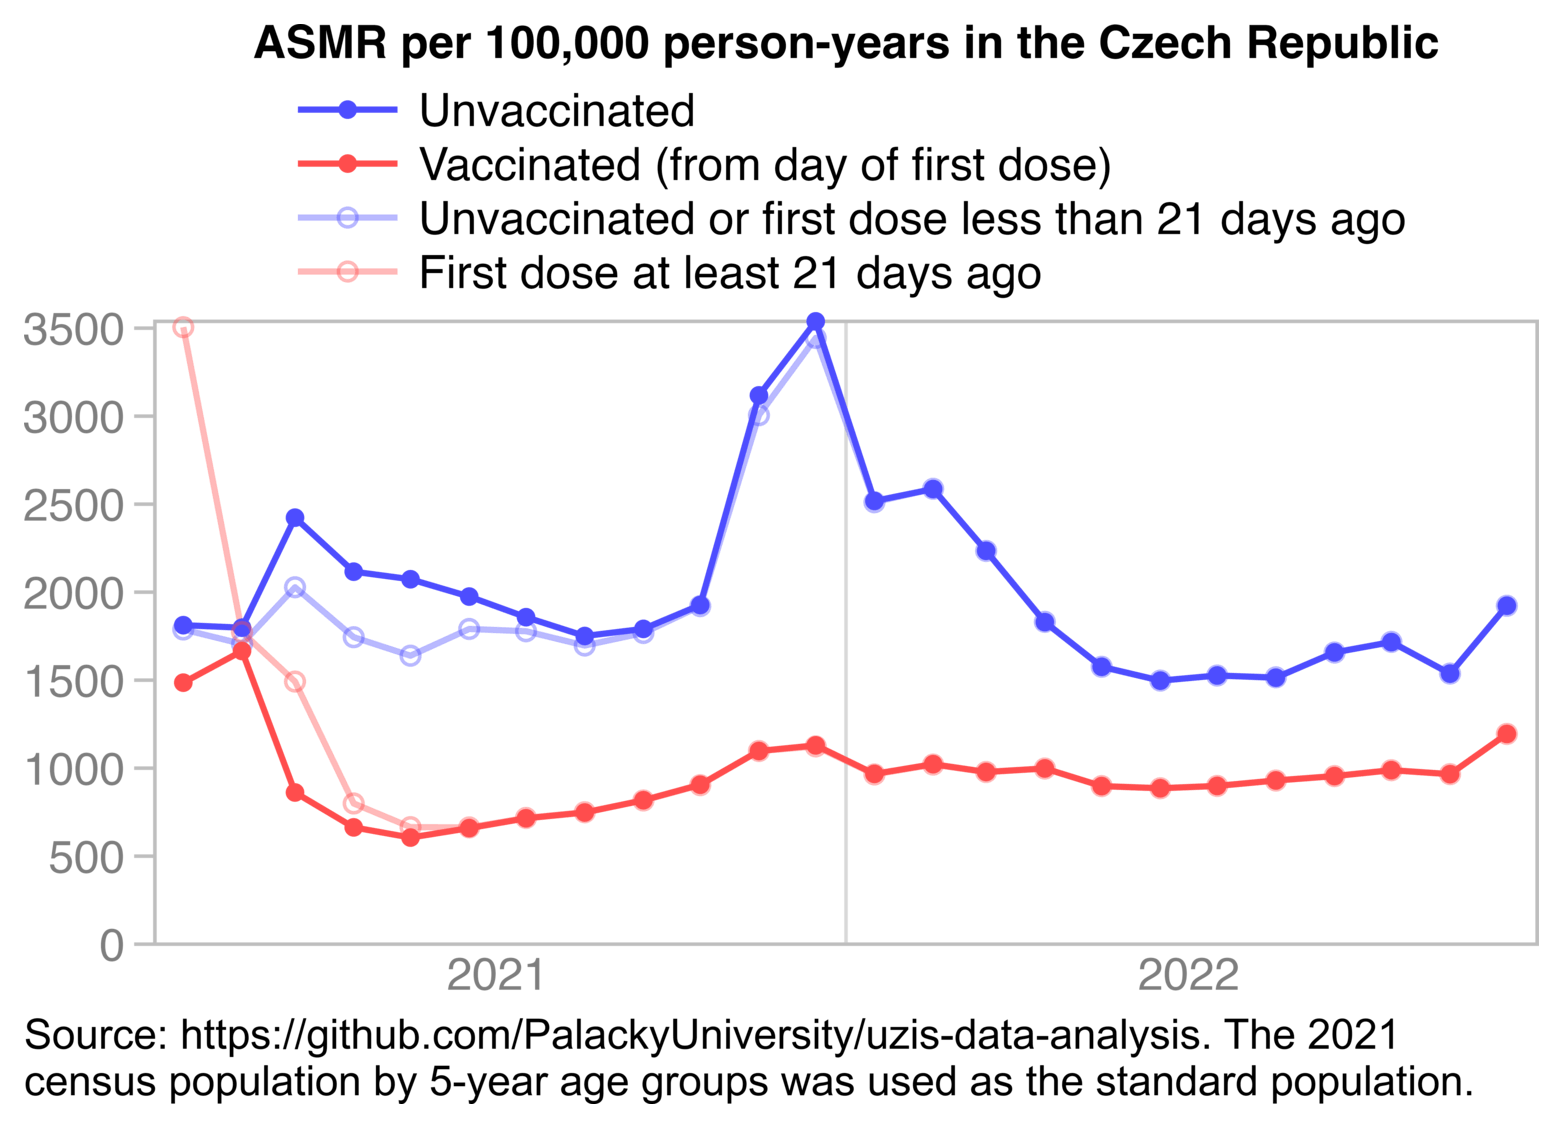 ASMR per 100,000 person-years in the Czech Republic
Unvaccinated
Vaccinated (from day of first dose)
Unvaccinated or first dose less than 21 days ago
First dose at least 21 days ago
3500
3000
2500
2000
1500
1000
500
0
2021
2022
Source: https://github.com/PalackyUniversity/uzis-data-analysis. The 2021
census population by 5-year age groups was used as the standard population.